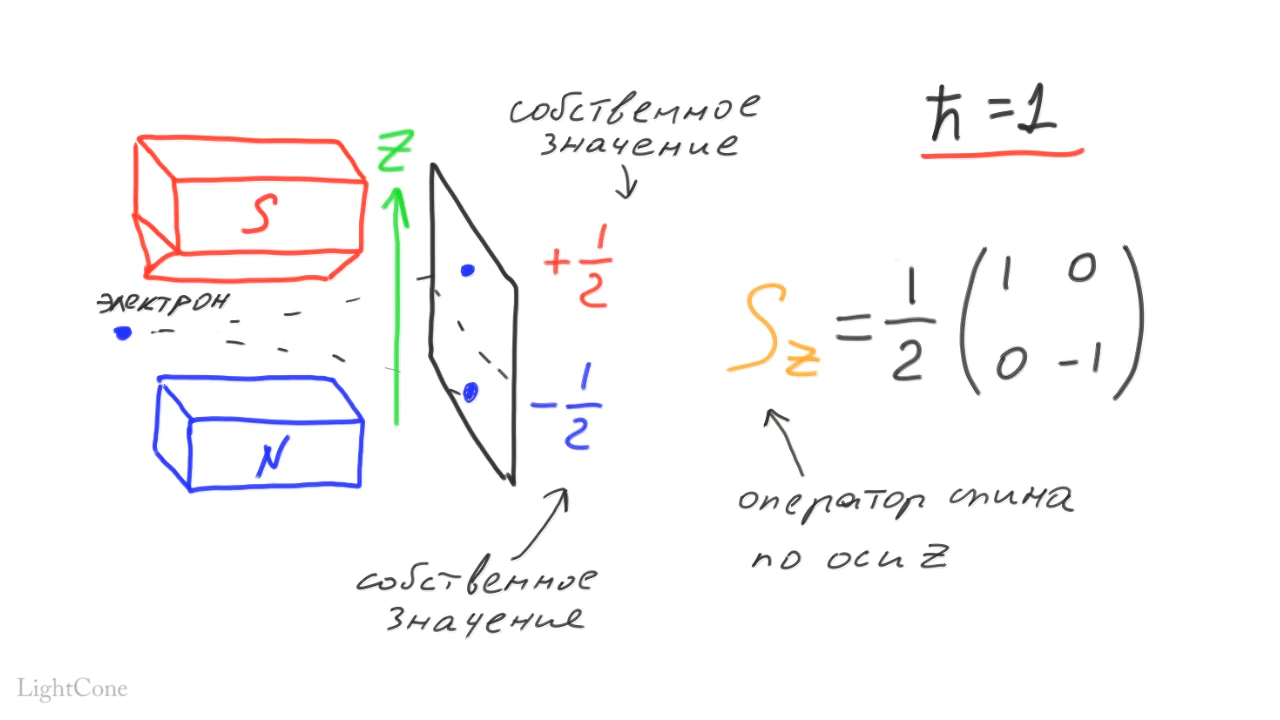 собственное
значение
ħ = 1
Z
S
+ 1/2
электрон
S_z = 1/2 (1 0
0 -1)
- 1/2
N
оператор спина
по оси z
собственное
значение
LightCone